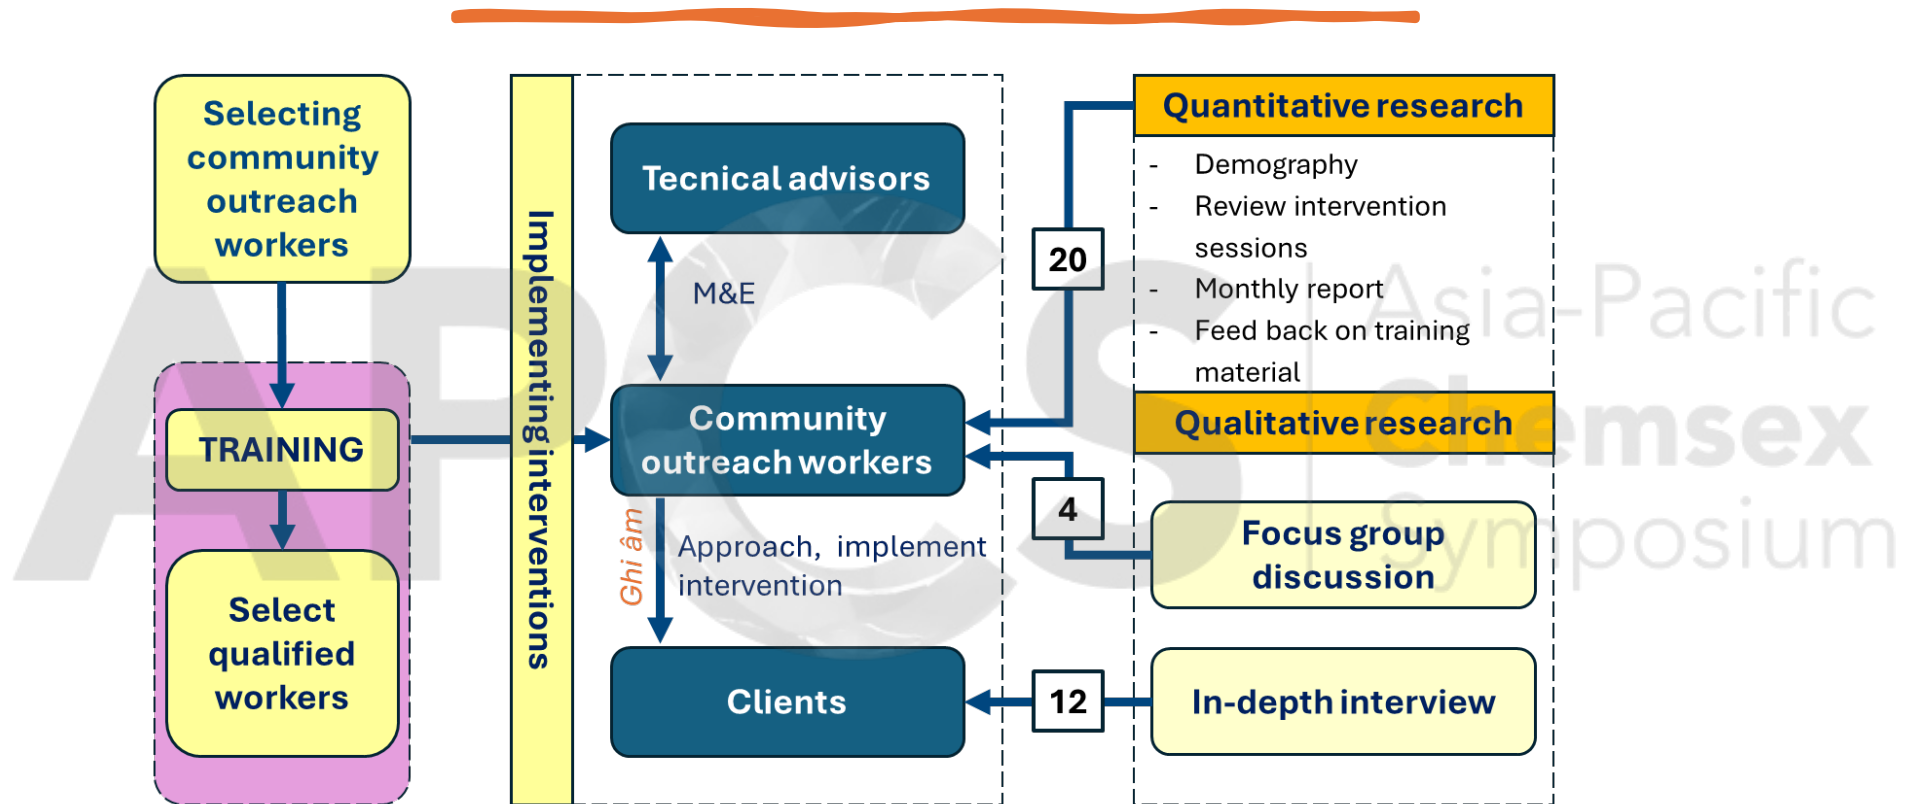 Selecting
community
outreach
workers
TRAINING
Select
qualified
workers
Implementing interventions
Tecnical advisors
M&E
Community
outreach workers
Ghi âm
Approach, implement
intervention
Clients
20
4
12
Quantitative research
- Demography
- Review intervention
sessions
- Monthly report
- Feed back on training
material
Qualitative research
Focus group
discussion
In-depth interview
APCS
Asia-Pacific
Chemsex
Symposium